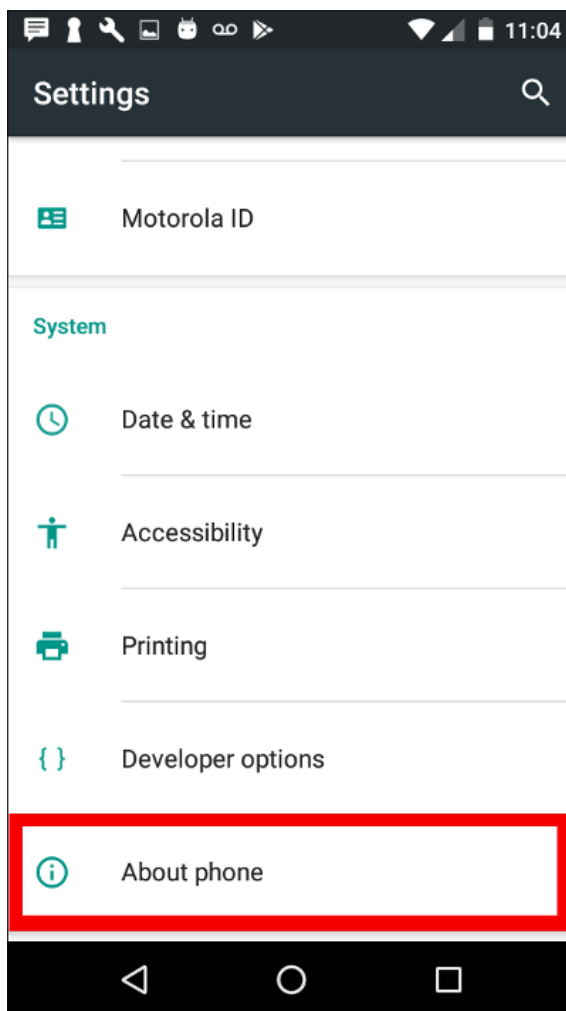 11:04
Settings
Motorola ID
System
Date & time
Accessibility
Printing
{ } Developer options
About phone